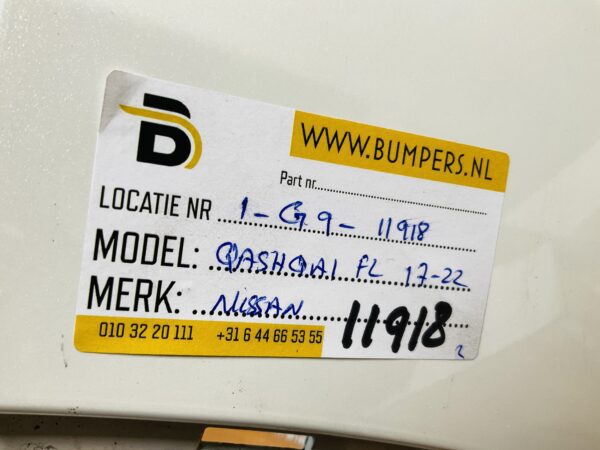 B
WWW.BUMPERS.NL
Part nr.
LOCATIE NR 1-G9-11918
MODEL: QASHQAI FL 17-22
MERK: NISSAN
11918
010 32 20 111 +31 6 44 66 53 55